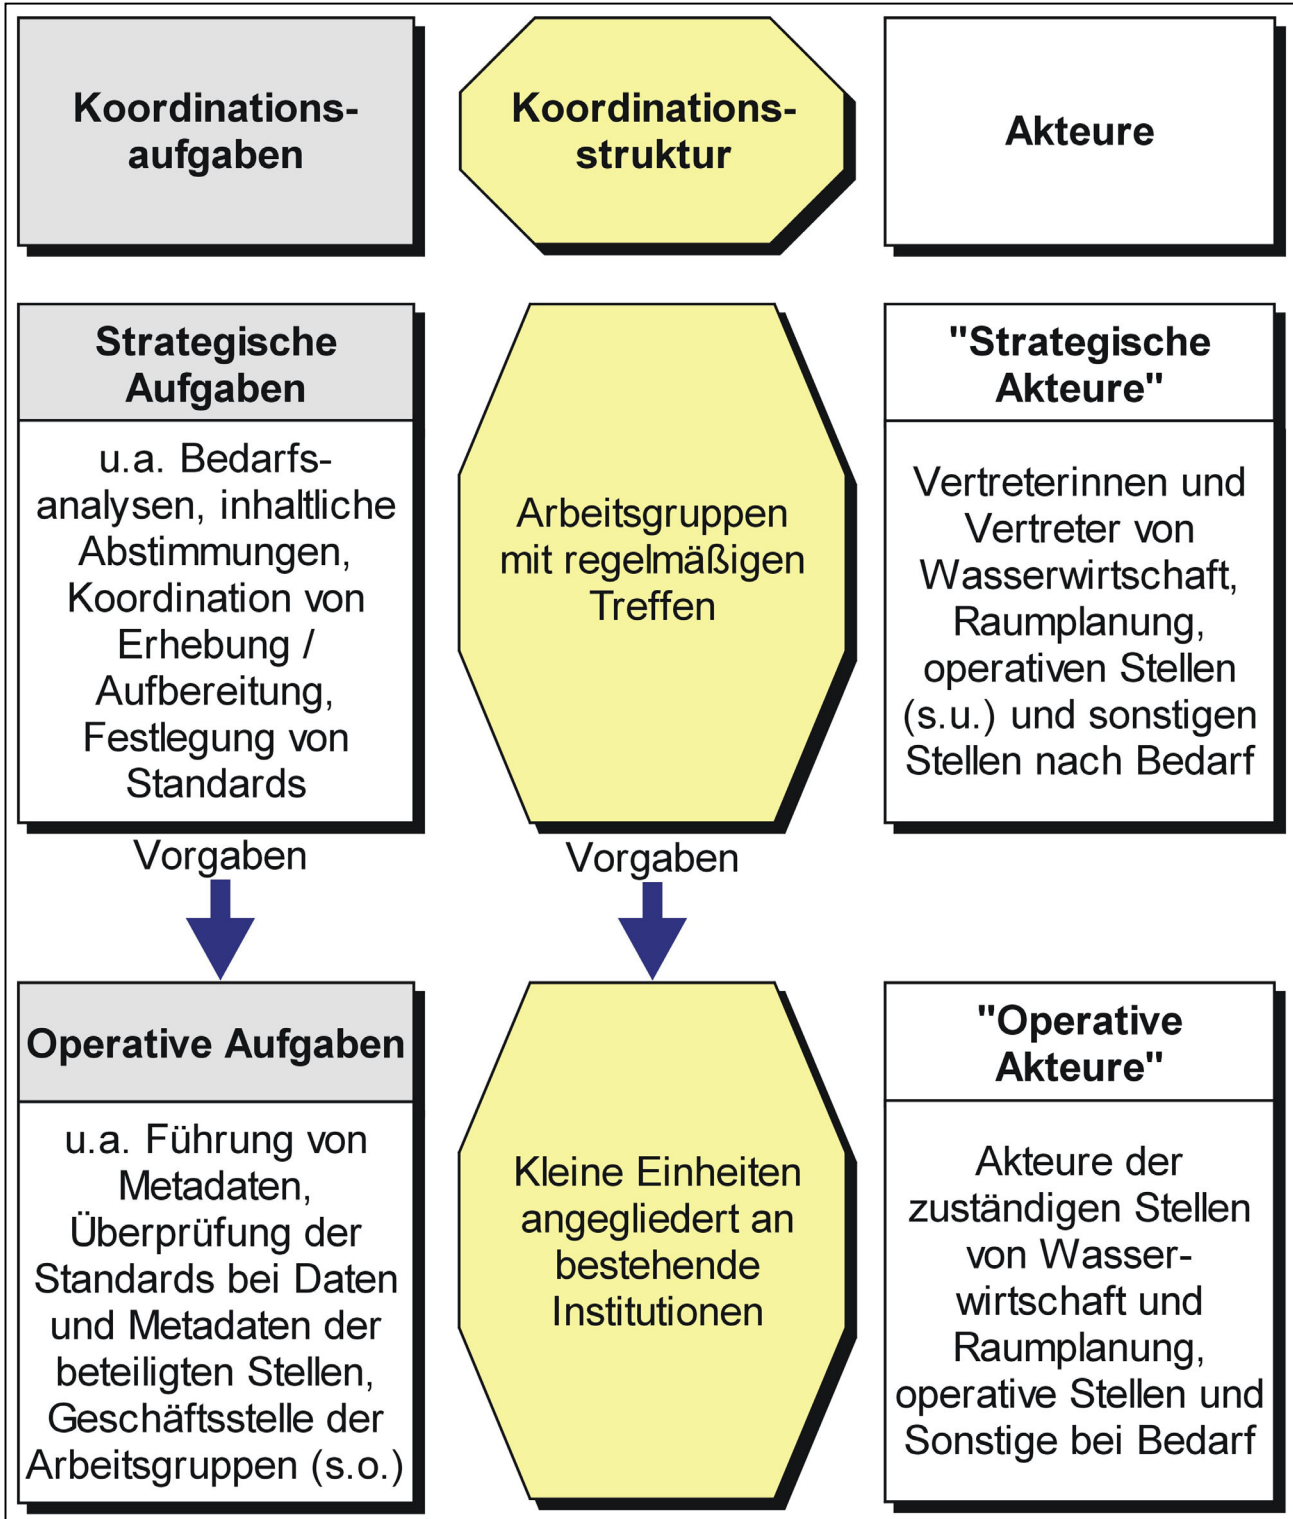 Koordinations-
aufgaben
Koordinations-
struktur
Akteure
Strategische
Aufgaben
u.a. Bedarfs-
analysen, inhaltliche
Abstimmungen,
Koordination von
Erhebung /
Aufbereitung,
Festlegung von
Standards
Arbeitsgruppen
mit regelmäßigen
Treffen
"Strategische
Akteure"
Vertreterinnen und
Vertreter von
Wasserwirtschaft,
Raumplanung,
operativen Stellen
(s.u.) und sonstigen
Stellen nach Bedarf
Vorgaben
Vorgaben
Operative Aufgaben
u.a. Führung von
Metadaten,
Überprüfung der
Standards bei Daten
und Metadaten der
beteiligten Stellen,
Geschäftsstelle der
Arbeitsgruppen (s.o.)
Kleine Einheiten
angegliedert an
bestehende
Institutionen
"Operative
Akteure"
Akteure der
zuständigen Stellen
von Wasser-
wirtschaft und
Raumplanung,
operative Stellen und
Sonstige bei Bedarf